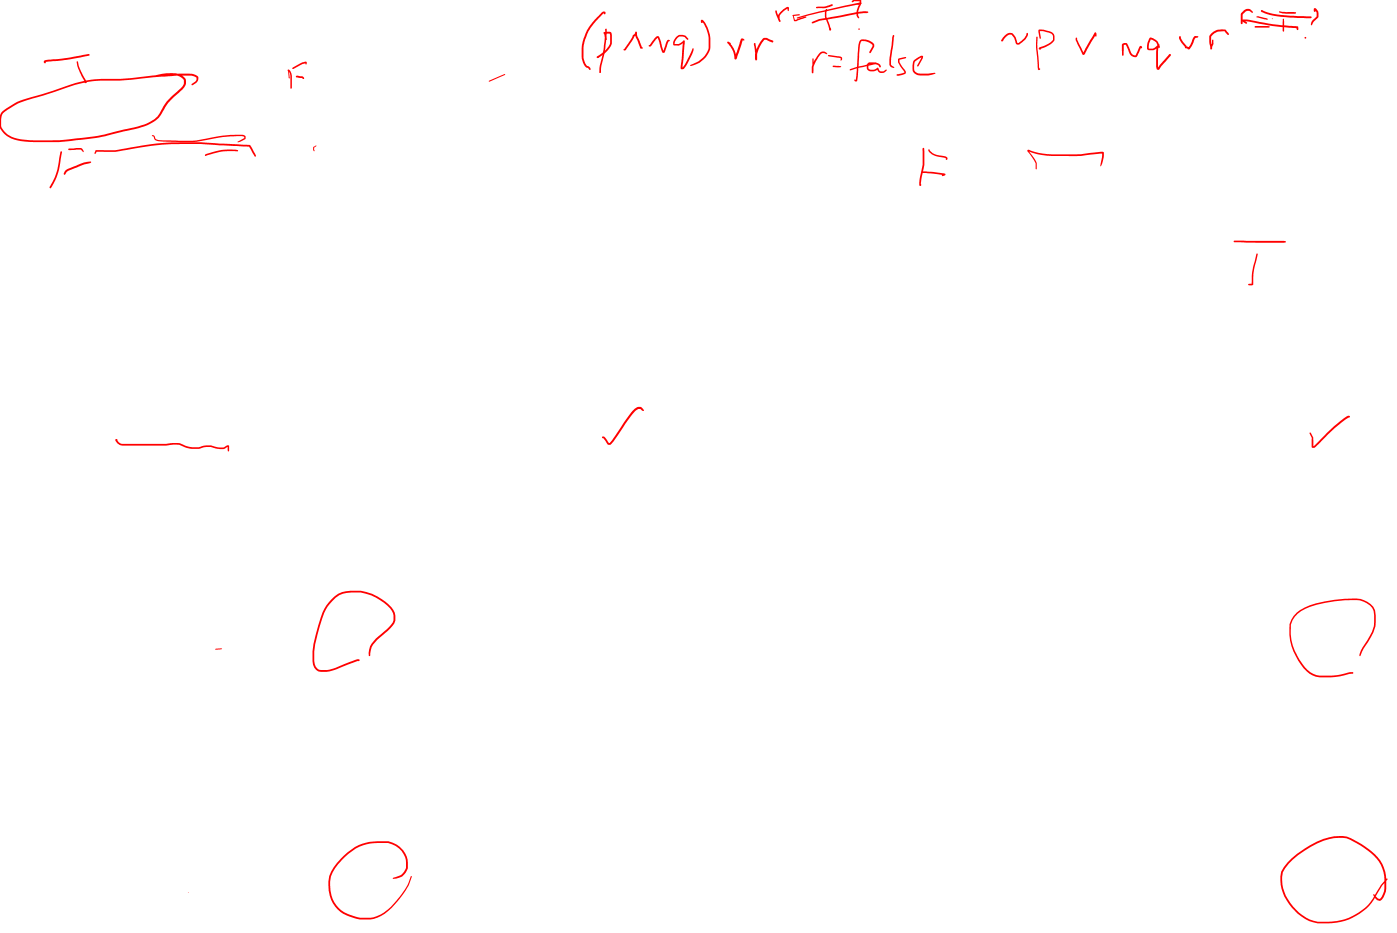 (p ∧ ~q) ∨ r
r = false
~p ∨ ~q ∨ r
T
F
F
F
T